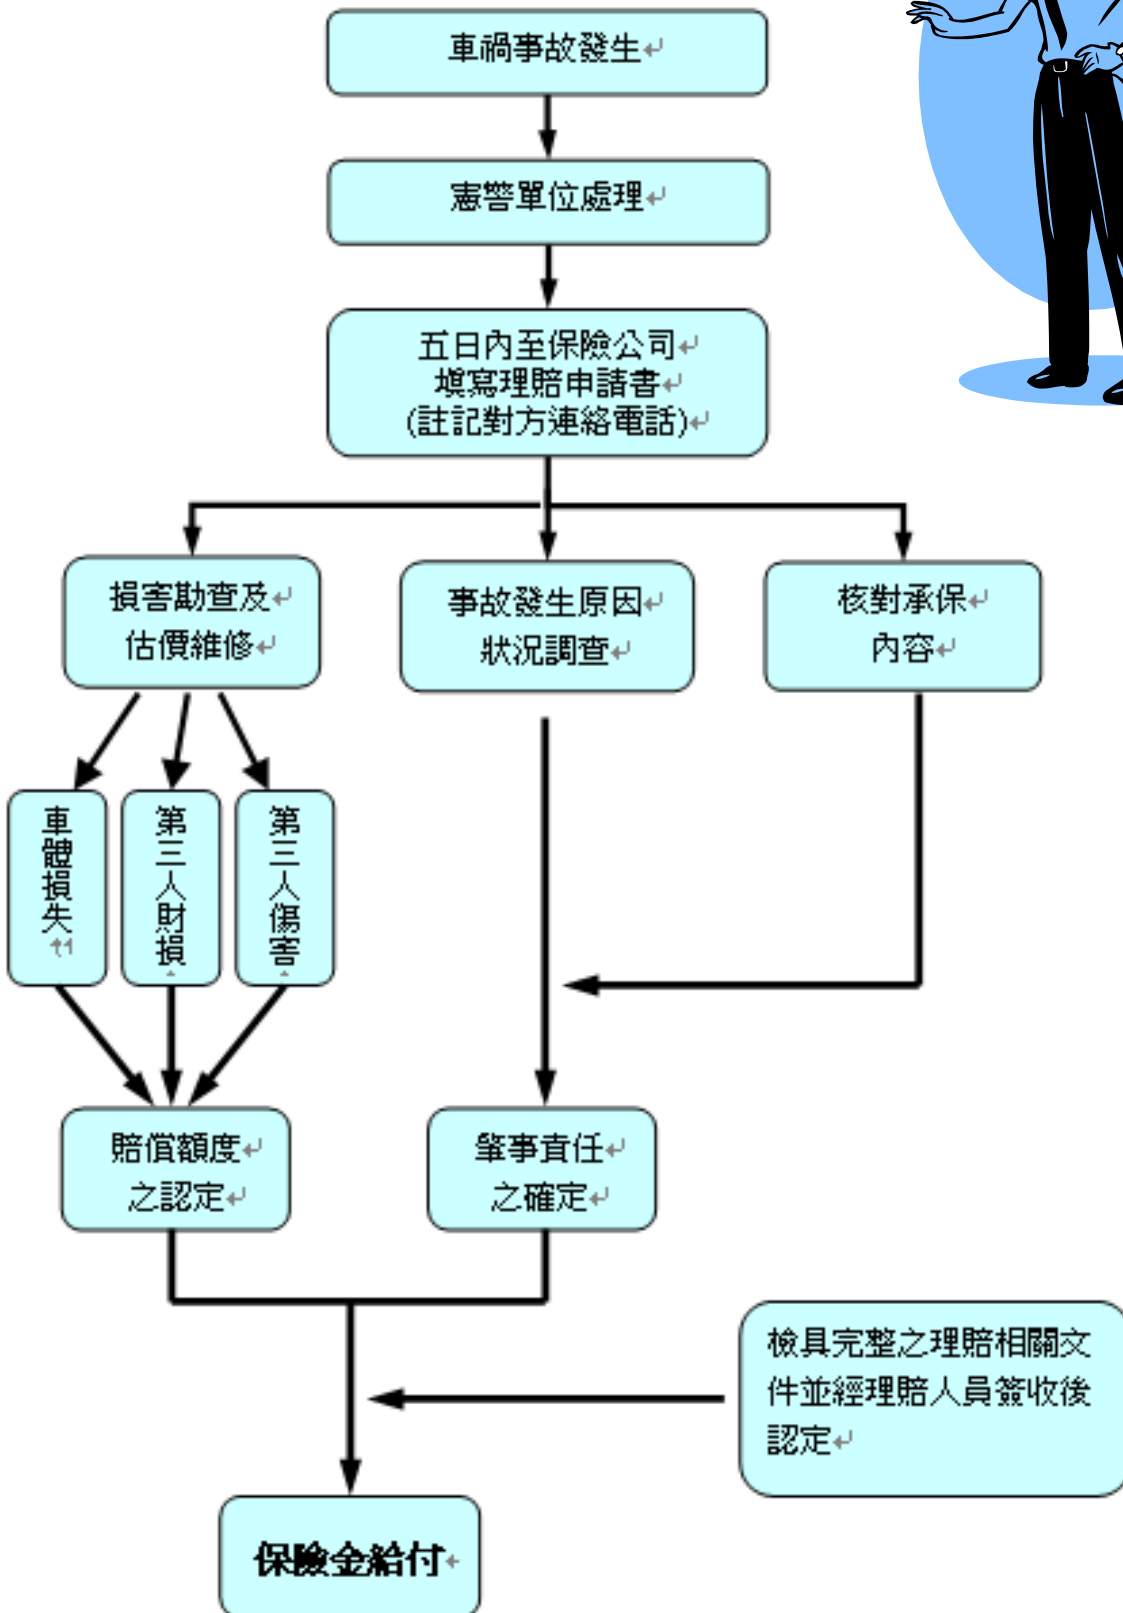 車禍事故發生
憲警單位處理
五日內至保險公司
填寫理賠申請書
(註記對方連絡電話)
損害勘查及
估價維修
事故發生原因
狀況調查
核對承保
內容
車體損失
第三人財損
第三人傷害
賠償額度
之認定
肇事責任
之確定
檢具完整之理賠相關文
件並經理賠人員簽收後
認定
保險金給付